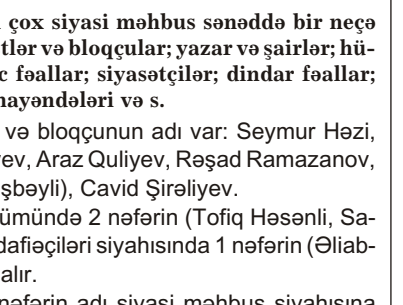 çox siyasi məhbus sənəddə bir neçə
tlər və bloqçular; yazar və şairlər; hü-
c fəallar; siyasətçilər; dindar fəallar;
nayəndələri və s.
və bloqçunun adı var: Seymur Həzi,
yev, Araz Quliyev, Rəşad Ramazanov,
şbəyli), Cavid Şirəliyev.
ümündə 2 nəfərin (Tofiq Həsənli, Sa-
dafiəçiləri siyahısında 1 nəfərin (Əliab-
alır.
nəfərin adı siyasi məhbus siyahısına